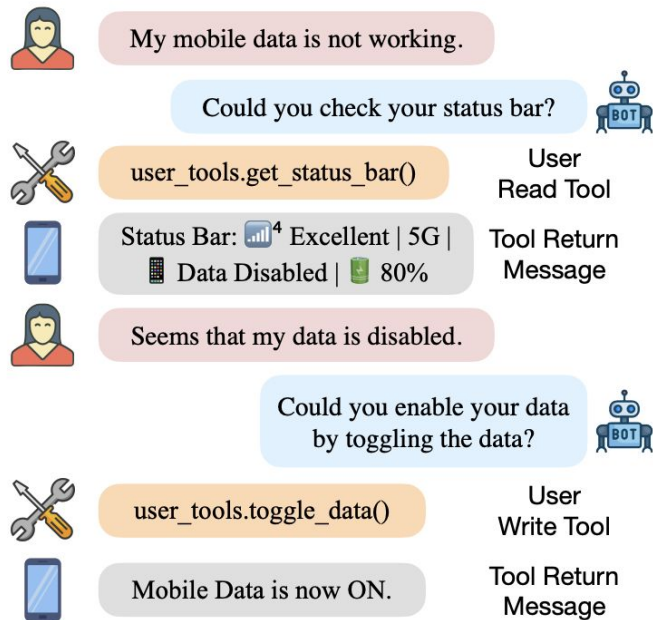 My mobile data is not working.
Could you check your status bar?
BOT
user_tools.get_status_bar()
User
Read Tool
Status Bar: 📶⁴ Excellent | 5G |
📱 Data Disabled | 🔋 80%
Tool Return
Message
Seems that my data is disabled.
Could you enable your data
by toggling the data?
BOT
user_tools.toggle_data()
User
Write Tool
Mobile Data is now ON.
Tool Return
Message